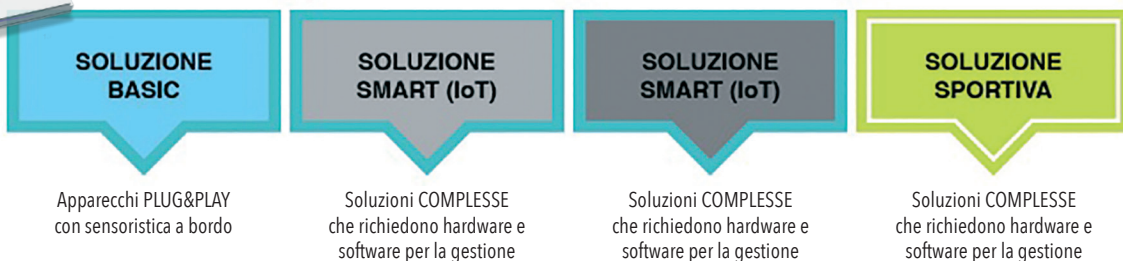 SOLUZIONE
BASIC
Apparecchi PLUG&PLAY
con sensoristica a bordo
SOLUZIONE
SMART (IoT)
Soluzioni COMPLESSE
che richiedono hardware e
software per la gestione
SOLUZIONE
SMART (IoT)
Soluzioni COMPLESSE
che richiedono hardware e
software per la gestione
SOLUZIONE
SPORTIVA
Soluzioni COMPLESSE
che richiedono hardware e
software per la gestione